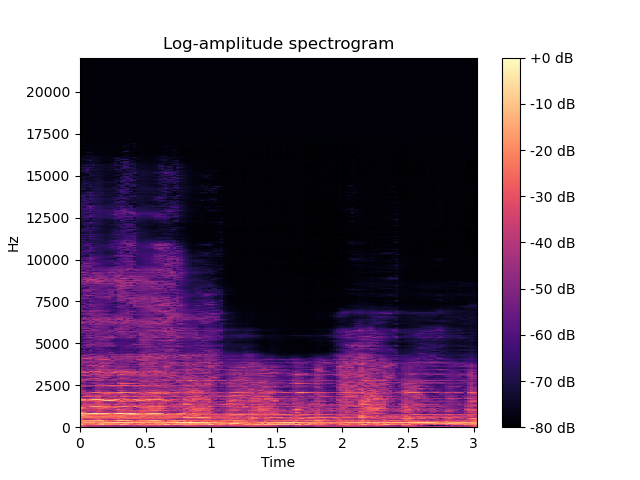 Log-amplitude spectrogram
Hz
20000
17500
15000
12500
10000
7500
5000
2500
0
0 0.5 1 1.5 2 2.5 3
Time
+0 dB
-10 dB
-20 dB
-30 dB
-40 dB
-50 dB
-60 dB
-70 dB
-80 dB